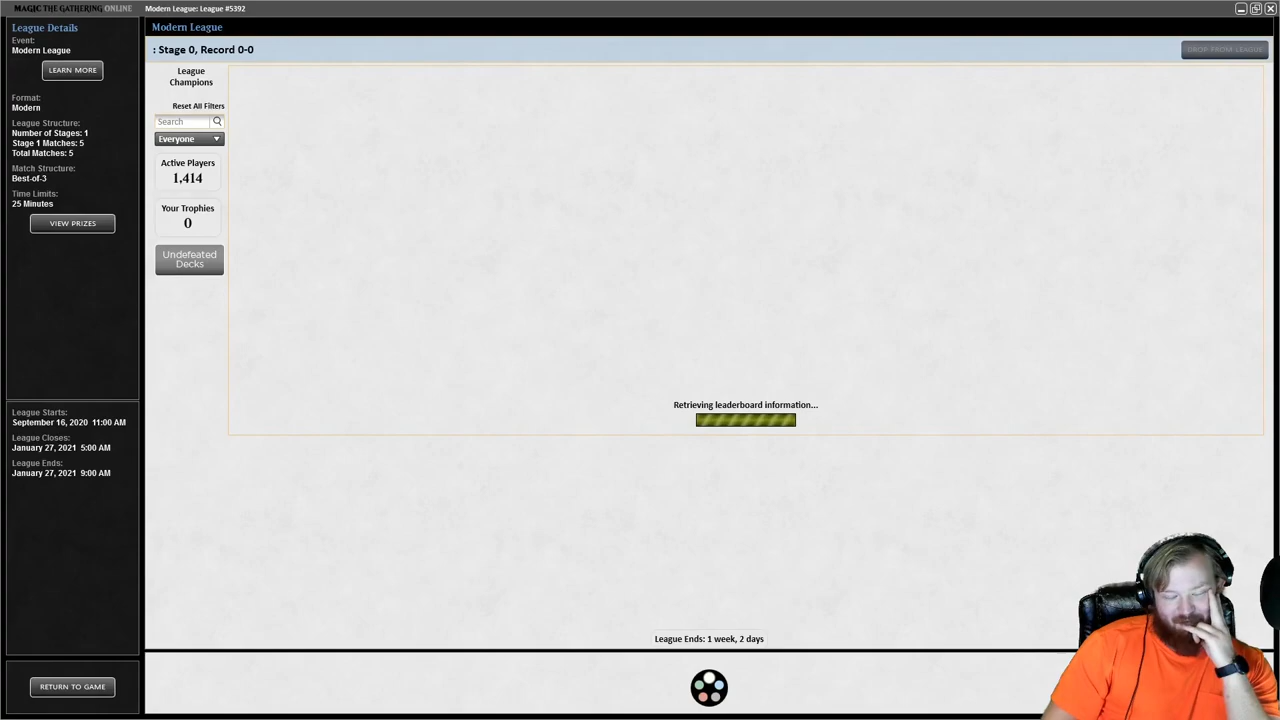 MAGIC THE GATHERING ONLINE
Modern League: League #5392
League Details
Event:
Modern League
LEARN MORE
Format:
Modern
League Structure:
Number of Stages: 1
Stage 1 Matches: 5
Total Matches: 5
Match Structure:
Best-of-3
Time Limits:
25 Minutes
VIEW PRIZES
League Starts:
September 16, 2020 11:00 AM
League Closes:
January 27, 2021 5:00 AM
League Ends:
January 27, 2021 9:00 AM
RETURN TO GAME
Modern League
: Stage 0, Record 0-0
DROP FROM LEAGUE
League
Champions
Reset All Filters
Search
Everyone
Active Players
1,414
Your Trophies
0
Undefeated
Decks
Retrieving leaderboard information...
League Ends: 1 week, 2 days